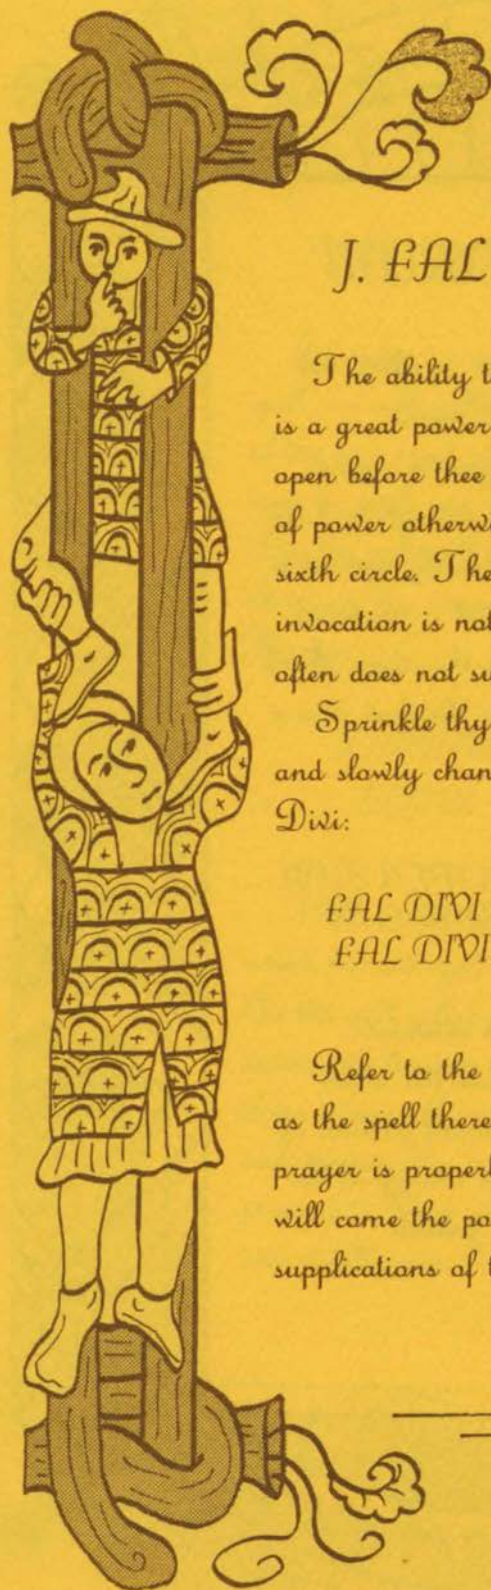 J. FAL
The ability t
is a great power
open before thee
of power otherw
sixth circle. The
invocation is not
often does not su
Sprinkle thy
and slowly chan
Divi:
FAL DIVI
FAL DIVI
Refer to the
as the spell there
prayer is properl
will come the po
supplications of t